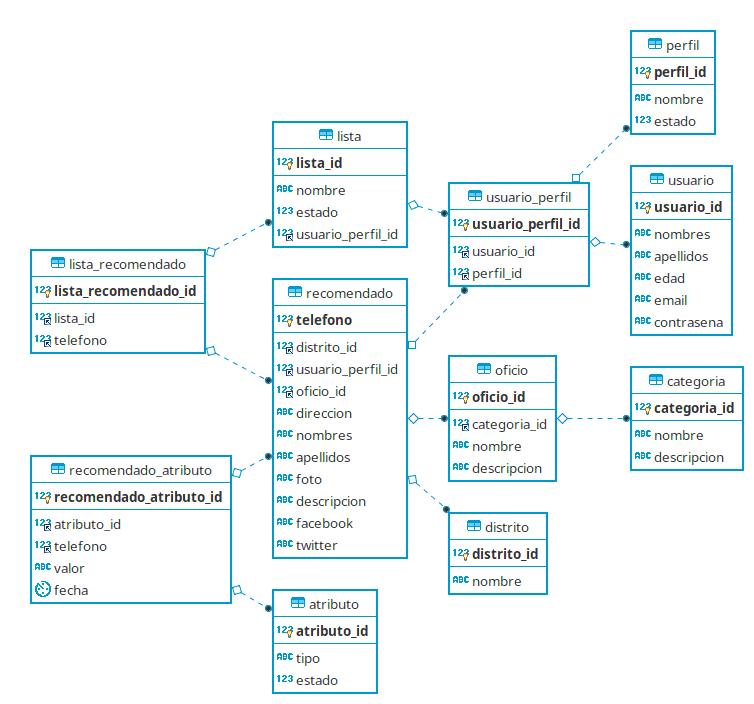 perfil
123 perfil_id
ABC nombre
123 estado
lista
123 lista_id
ABC nombre
123 estado
123 usuario_perfil_id
usuario
123 usuario_id
ABC nombres
ABC apellidos
ABC edad
ABC email
ABC contrasena
usuario_perfil
123 usuario_perfil_id
123 usuario_id
123 perfil_id
lista_recomendado
123 lista_recomendado_id
123 lista_id
123 telefono
recomendado
123 telefono
123 distrito_id
123 usuario_perfil_id
123 oficio_id
ABC direccion
ABC nombres
ABC apellidos
ABC foto
ABC descripcion
ABC facebook
ABC twitter
oficio
123 oficio_id
123 categoria_id
ABC nombre
ABC descripcion
categoria
123 categoria_id
ABC nombre
ABC descripcion
recomendado_atributo
123 recomendado_atributo_id
123 atributo_id
123 telefono
ABC valor
fecha
distrito
123 distrito_id
ABC nombre
atributo
123 atributo_id
ABC tipo
123 estado